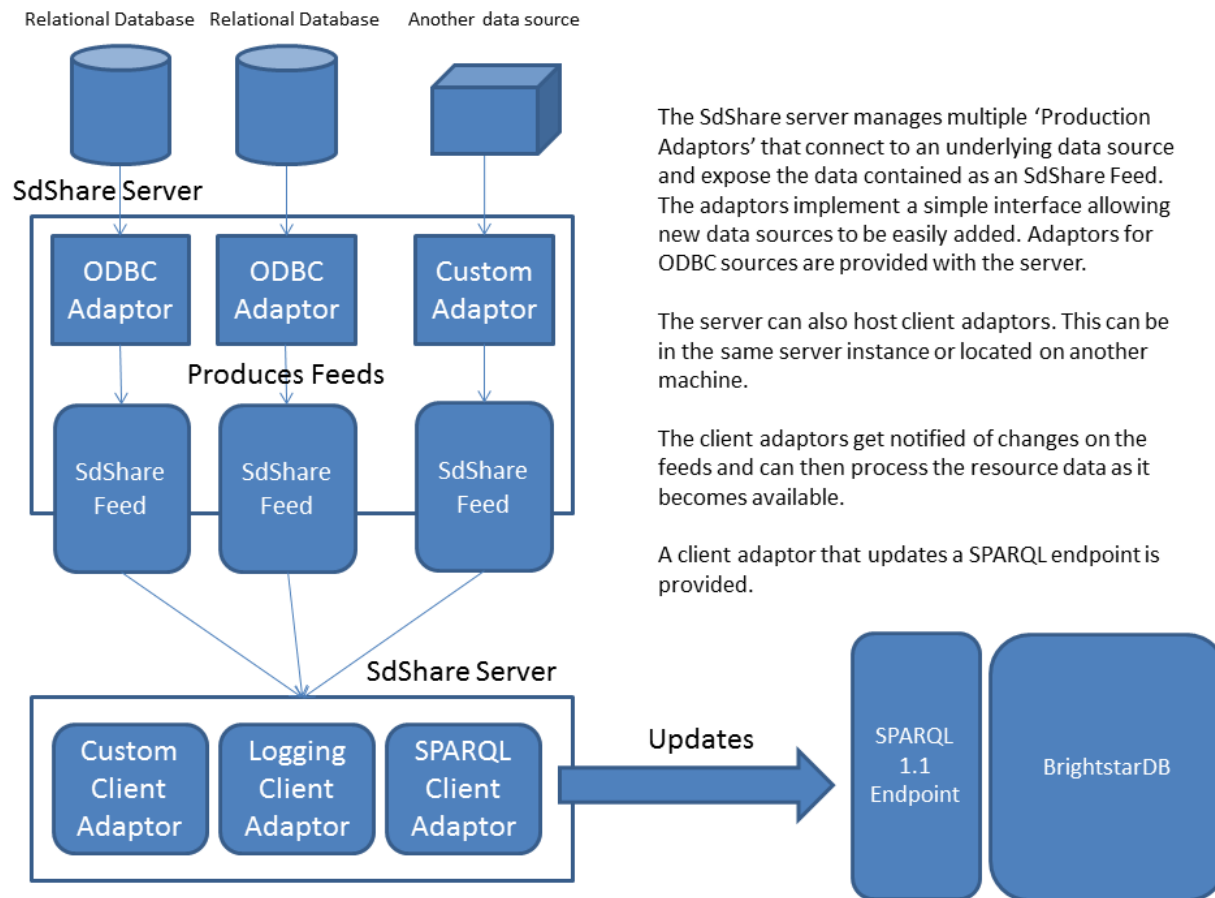 Relational Database
Relational Database
Another data source
The SdShare server manages multiple ‘Production
Adaptors’ that connect to an underlying data source
and expose the data contained as an SdShare Feed.
The adaptors implement a simple interface allowing
new data sources to be easily added. Adaptors for
ODBC sources are provided with the server.
The server can also host client adaptors. This can be
in the same server instance or located on another
machine.
The client adaptors get notified of changes on the
feeds and can then process the resource data as it
becomes available.
A client adaptor that updates a SPARQL endpoint is
provided.
SdShare Server
ODBC
Adaptor
ODBC
Adaptor
Custom
Adaptor
Produces Feeds
SdShare
Feed
SdShare
Feed
SdShare
Feed
SdShare Server
Custom
Client
Adaptor
Logging
Client
Adaptor
SPARQL
Client
Adaptor
Updates
SPARQL
1.1
Endpoint
BrightstarDB